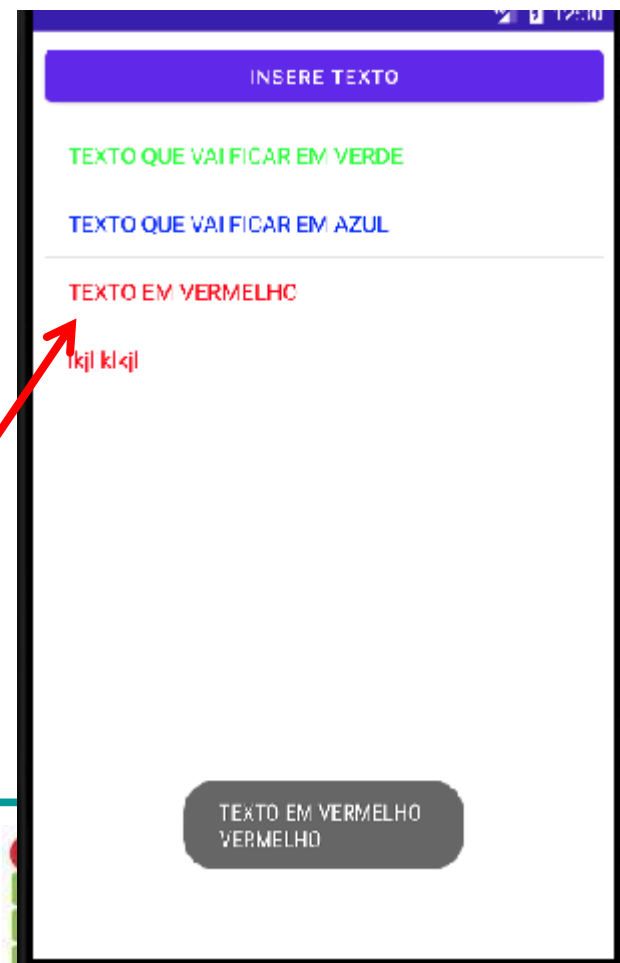 INSERE TEXTO
TEXTO QUE VAI FICAR EM VERDE
TEXTO QUE VAI FICAR EM AZUL
TEXTO EM VERMELHO
TEXTO EM VERMELHO
VERMELHO